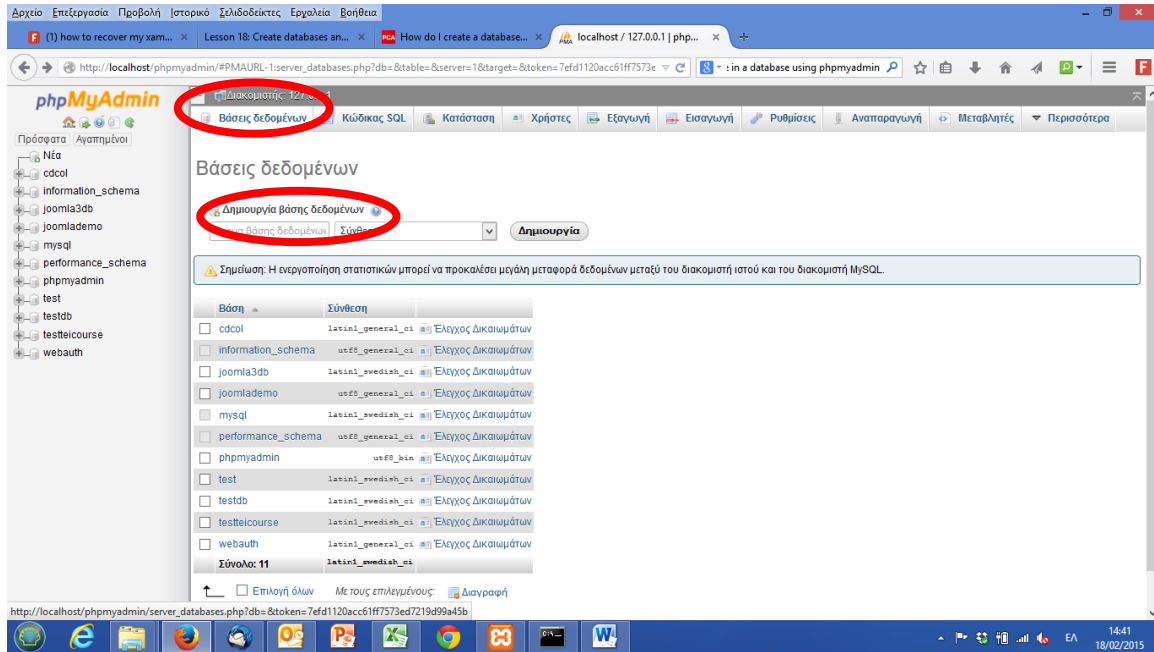 Αρχείο Επεξεργασία Προβολή Ιστορικό Σελιδοδείκτες Εργαλεία Βοήθεια
(1) how to recover my xam... Lesson 18: Create databases an... PCA How do I create a database... localhost / 127.0.0.1 | php...
http://localhost/phpmyadmin/#PMAURL-1:server_databases.php?db=&table=&server=1&target=&token=7efd1120acc61ff7573e in a database using phpmyadmin
phpMyAdmin
Πρόσφατα Αγαπημένοι
Νέα
cdcol
information_schema
joomla3db
joomlademo
mysql
performance_schema
phpmyadmin
test
testdb
testteicourse
webauth
Διακομιστής: 127.0.
Βάσεις δεδομένων Κώδικας SQL Κατάσταση Χρήστες Εξαγωγή Εισαγωγή Ρυθμίσεις Αναπαραγωγή Μεταβλητές Περισσότερα
Βάσεις δεδομένων
Δημιουργία βάσης δεδομένων
βάσης δεδομένων Δημιουργία
Σημείωση: Η ενεργοποίηση στατιστικών μπορεί να προκαλέσει μεγάλη μεταφορά δεδομένων μεταξύ του διακομιστή ιστού και του διακομιστή MySQL.
Βάση Σύνθεση
cdcol latin1_general_ci Έλεγχος Δικαιωμάτων
information_schema utf8_general_ci Έλεγχος Δικαιωμάτων
joomla3db latin1_swedish_ci Έλεγχος Δικαιωμάτων
joomlademo utf8_general_ci Έλεγχος Δικαιωμάτων
mysql latin1_swedish_ci Έλεγχος Δικαιωμάτων
performance_schema utf8_general_ci Έλεγχος Δικαιωμάτων
phpmyadmin utf8_bin Έλεγχος Δικαιωμάτων
test latin1_swedish_ci Έλεγχος Δικαιωμάτων
testdb latin1_swedish_ci Έλεγχος Δικαιωμάτων
testteicourse latin1_swedish_ci Έλεγχος Δικαιωμάτων
webauth latin1_general_ci Έλεγχος Δικαιωμάτων
Σύνολο: 11 latin1_swedish_ci
Επιλογή όλων Με τους επιλεγμένους: Διαγραφή
http://localhost/phpmyadmin/server_databases.php?db=&token=7efd1120acc61ff7573ed7219d99a45b
ΕΛ 14:41
18/02/2015